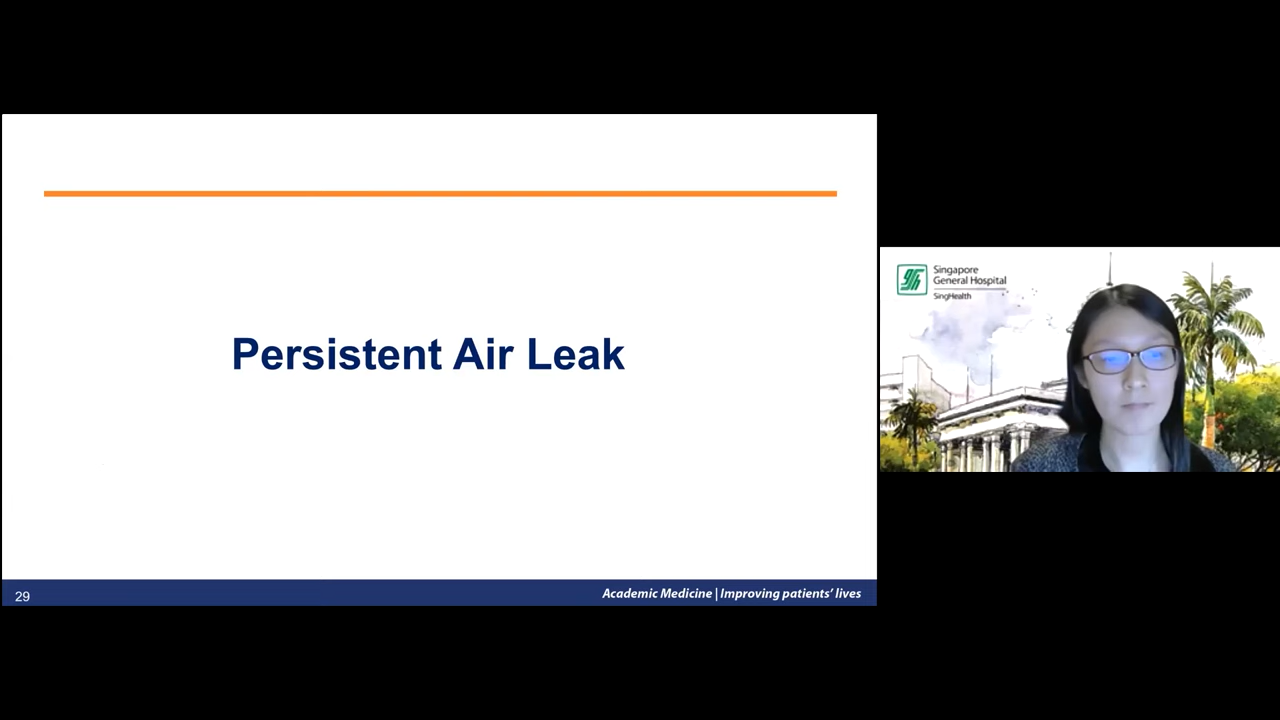 Persistent Air Leak
29
Academic Medicine | Improving patients' lives
Singapore
General Hospital
SingHealth